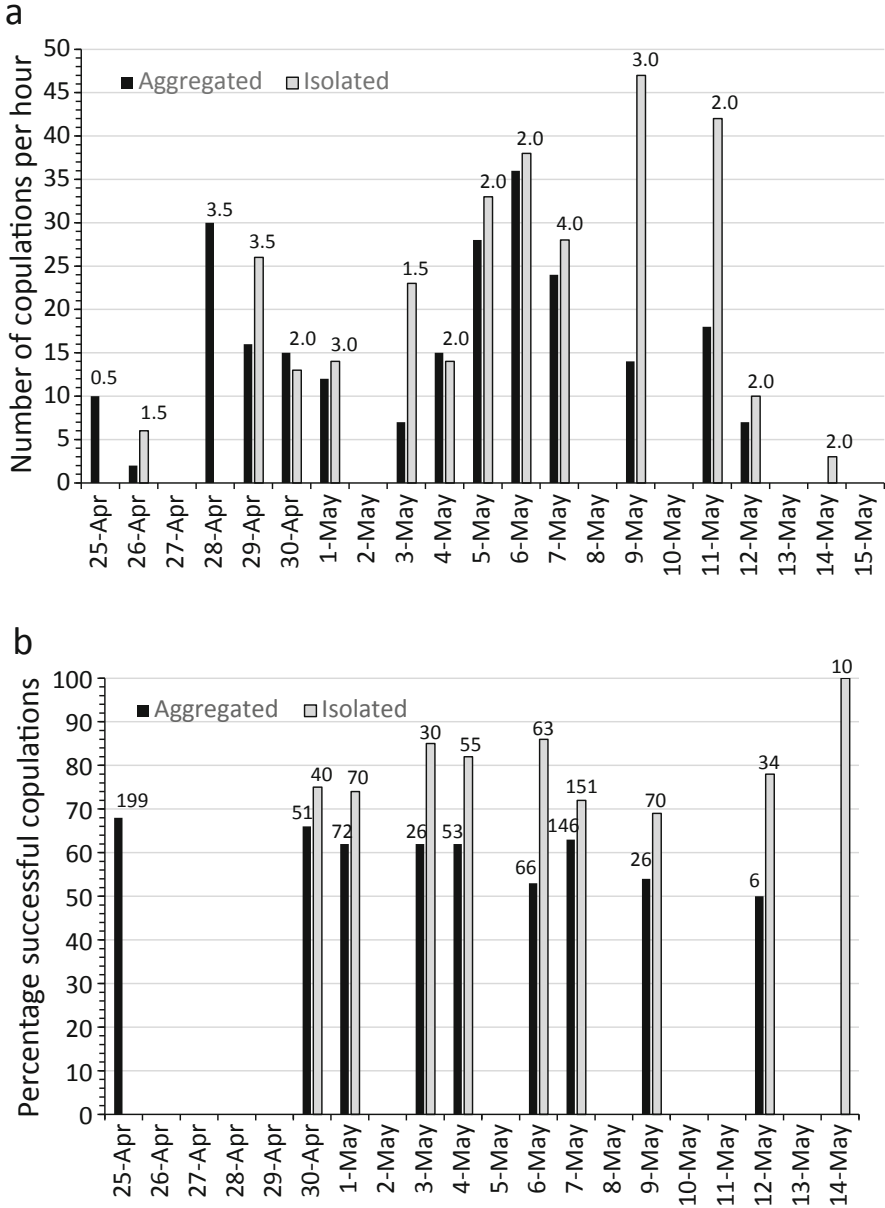 a
Number of copulations per hour
50
45
40
35
30
25
20
15
10
5
0
Aggregated Isolated
0.5
1.5
3.5
3.5
2.0
3.0
1.5
2.0
2.0
2.0
4.0
3.0
2.0
2.0
2.0
25-Apr
26-Apr
27-Apr
28-Apr
29-Apr
30-Apr
1-May
2-May
3-May
4-May
5-May
6-May
7-May
8-May
9-May
10-May
11-May
12-May
13-May
14-May
15-May
b
Percentage successful copulations
100
90
80
70
60
50
40
30
20
10
0
Aggregated Isolated
199
51
40
72
70
26
30
53
55
66
63
146
151
26
70
6
34
10
25-Apr
26-Apr
27-Apr
28-Apr
29-Apr
30-Apr
1-May
2-May
3-May
4-May
5-May
6-May
7-May
8-May
9-May
10-May
11-May
12-May
13-May
14-May